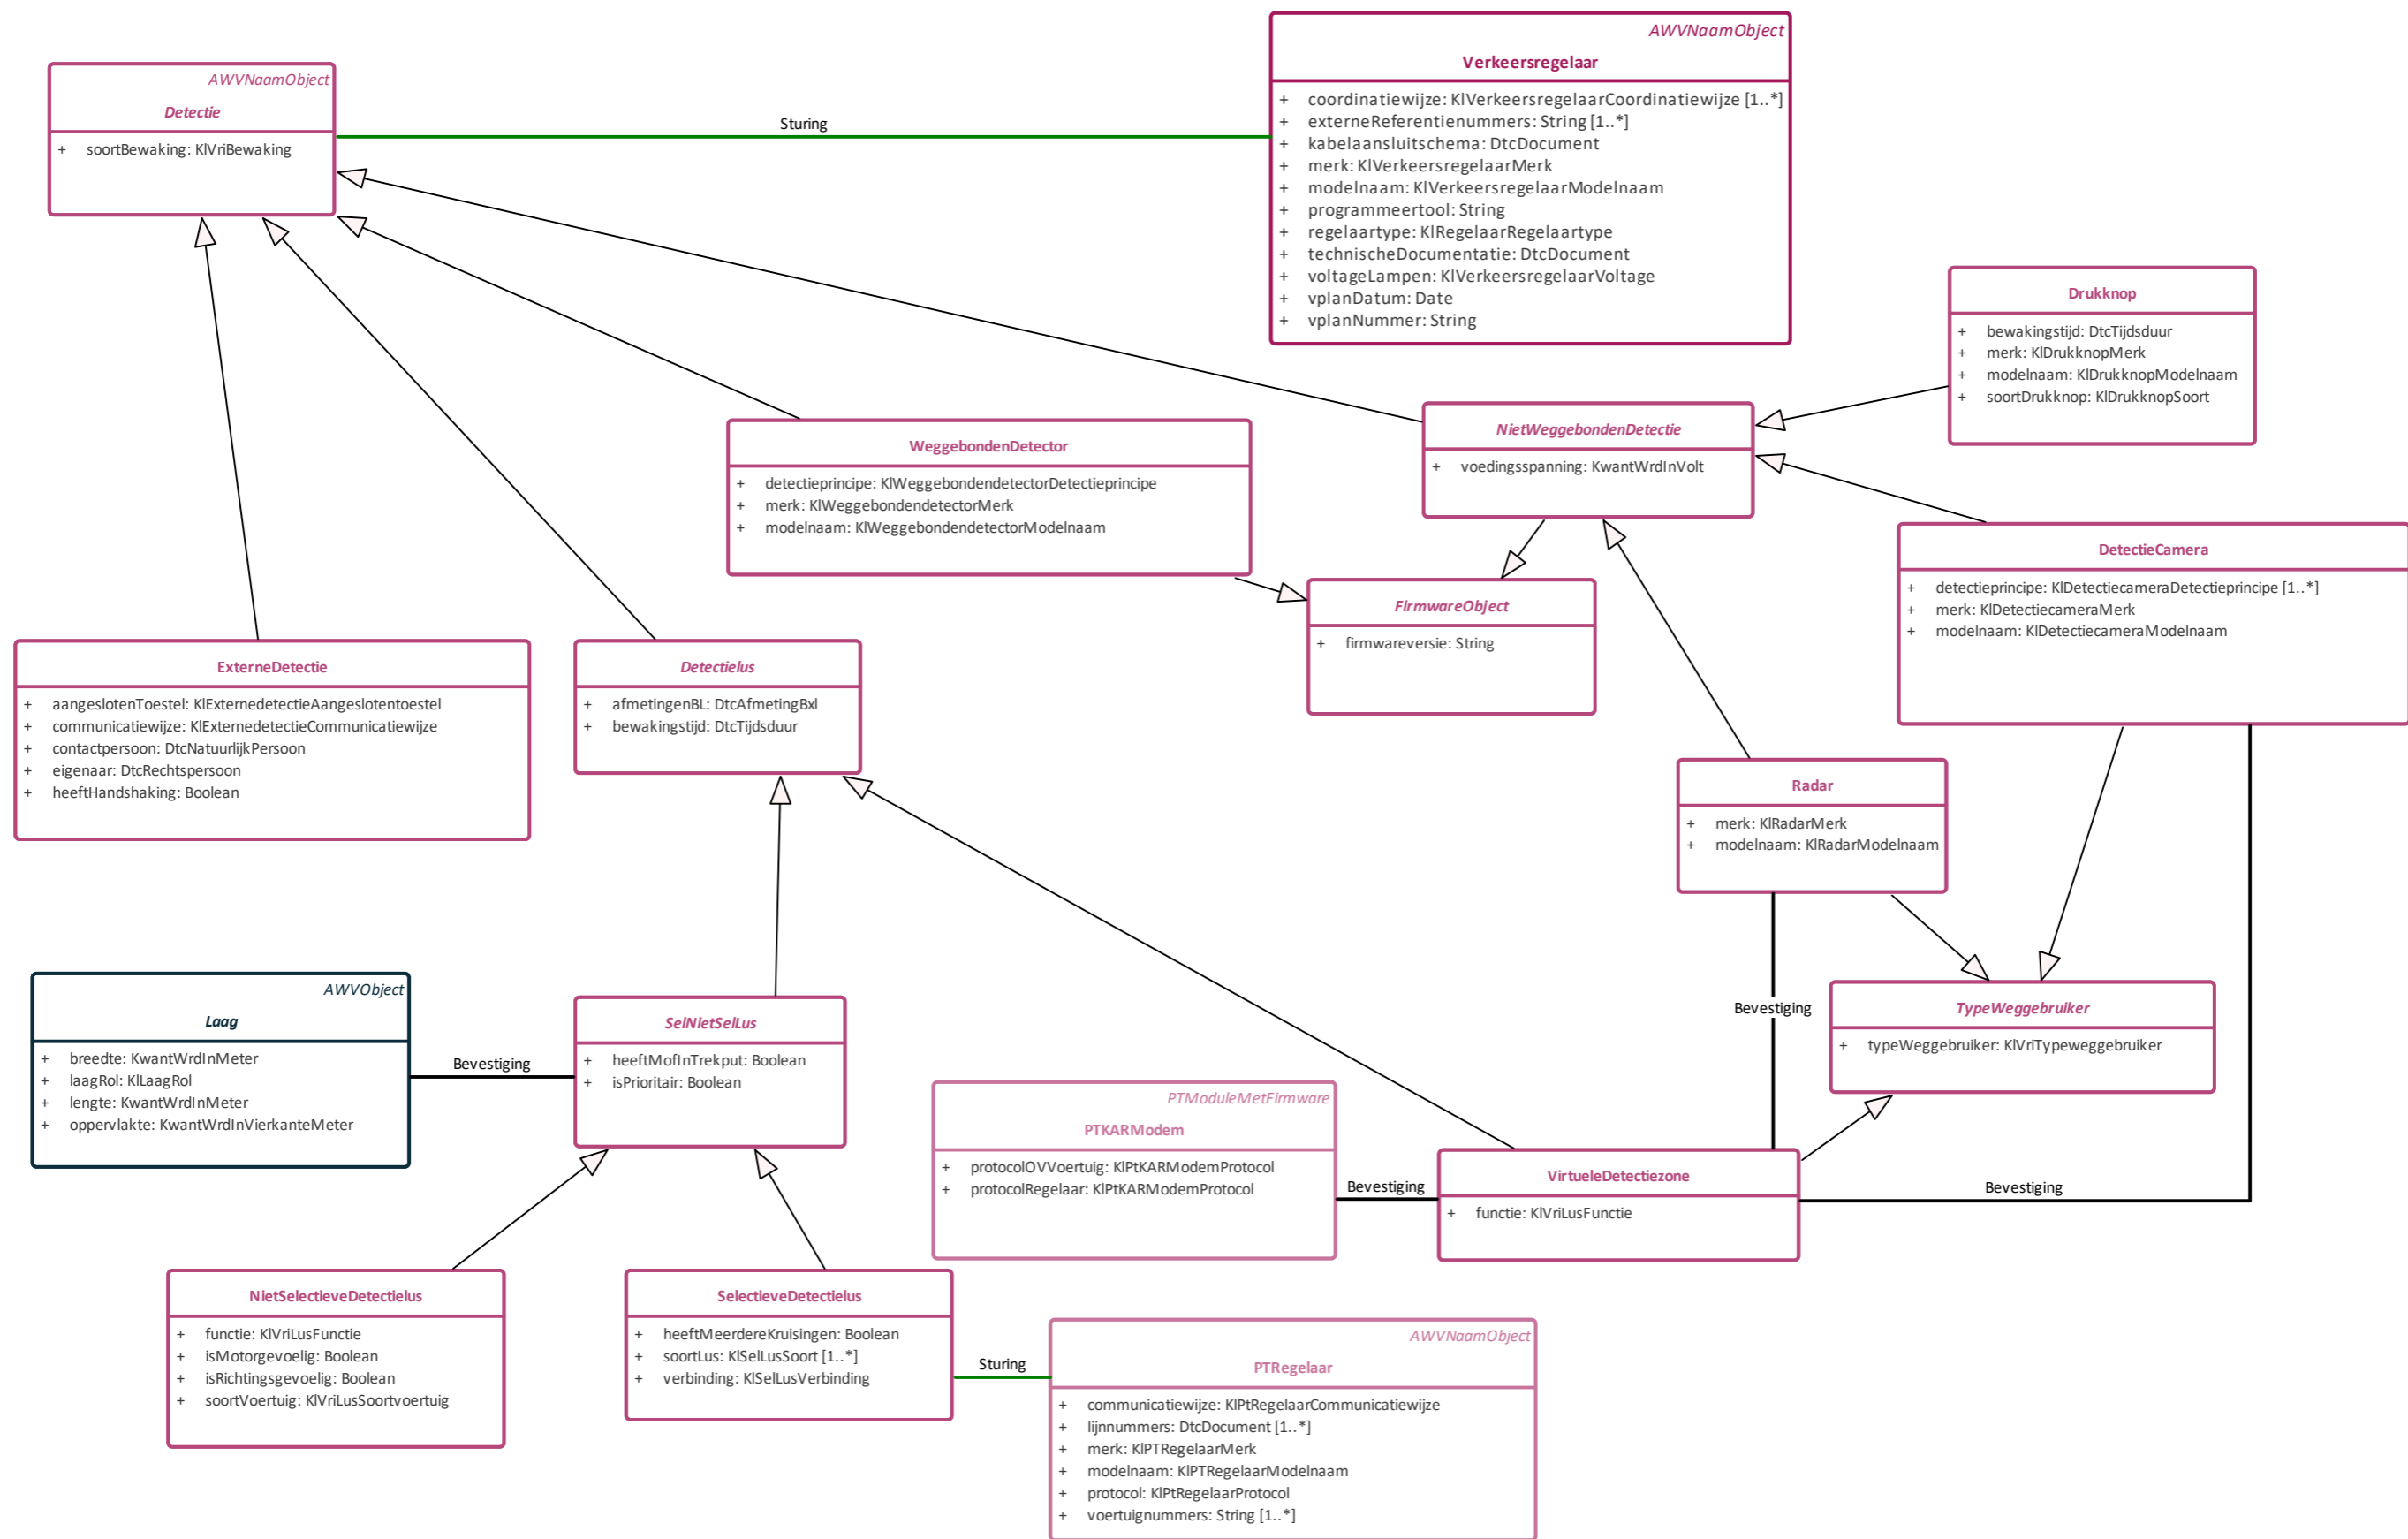 AWVNaamObject
Detectie
+ soortBewaking: KlVriBewaking
Sturing
AWVNaamObject
Verkeersregelaar
+ coordinatiewijze: KlVerkeersregelaarCoordinatiewijze [1..*]
+ externeReferentienummers: String [1..*]
+ kabelaansluitschema: DtcDocument
+ merk: KlVerkeersregelaarMerk
+ modelnaam: KlVerkeersregelaarModelnaam
+ programmeertool: String
+ regelaartype: KlRegelaarRegelaartype
+ technischeDocumentatie: DtcDocument
+ voltageLampen: KlVerkeersregelaarVoltage
+ vplanDatum: Date
+ vplanNummer: String
Drukknop
+ bewakingstijd: DtcTijdsduur
+ merk: KlDrukknopMerk
+ modelnaam: KlDrukknopModelnaam
+ soortDrukknop: KlDrukknopSoort
WeggebondenDetector
+ detectieprincipe: KlWeggebondendetectorDetectieprincipe
+ merk: KlWeggebondendetectorMerk
+ modelnaam: KlWeggebondendetectorModelnaam
NietWeggebondenDetectie
+ voedingsspanning: KwantWrdInVolt
DetectieCamera
+ detectieprincipe: KlDetectiecameraDetectieprincipe [1..*]
+ merk: KlDetectiecameraMerk
+ modelnaam: KlDetectiecameraModelnaam
FirmwareObject
+ firmwareversie: String
ExterneDetectie
+ aangeslotenToestel: KlExternedetectieAangeslotentoestel
+ communicatiewijze: KlExternedetectieCommunicatiewijze
+ contactpersoon: DtcNatuurlijkPersoon
+ eigenaar: DtcRechtspersoon
+ heeftHandshaking: Boolean
Detectielus
+ afmetingenBL: DtcAfmetingBxl
+ bewakingstijd: DtcTijdsduur
Radar
+ merk: KlRadarMerk
+ modelnaam: KlRadarModelnaam
AWVObject
Laag
+ breedte: KwantWrdInMeter
+ laagRol: KlLaagRol
+ lengte: KwantWrdInMeter
+ oppervlakte: KwantWrdInVierkanteMeter
Bevestiging
SelNietSelLus
+ heeftMofInTrekput: Boolean
+ isPrioritair: Boolean
Bevestiging
TypeWeggebruiker
+ typeWeggebruiker: KlVriTypeweggebruiker
PTModuleMetFirmware
PTKARModem
+ protocolOVVoertuig: KlPtKARModemProtocol
+ protocolRegelaar: KlPtKARModemProtocol
Bevestiging
VirtueleDetectiezone
+ functie: KlVriLusFunctie
Bevestiging
NietSelectieveDetectielus
+ functie: KlVriLusFunctie
+ isMotorgevoelig: Boolean
+ isRichtingsgevoelig: Boolean
+ soortVoertuig: KlVriLusSoortvoertuig
SelectieveDetectielus
+ heeftMeerdereKruisingen: Boolean
+ soortLus: KlSelLusSoort [1..*]
+ verbinding: KlSelLusVerbinding
Sturing
AWVNaamObject
PTRegelaar
+ communicatiewijze: KlPtRegelaarCommunicatiewijze
+ lijnnummers: DtcDocument [1..*]
+ merk: KlPTRegelaarMerk
+ modelnaam: KlPTRegelaarModelnaam
+ protocol: KlPtRegelaarProtocol
+ voertuignummers: String [1..*]